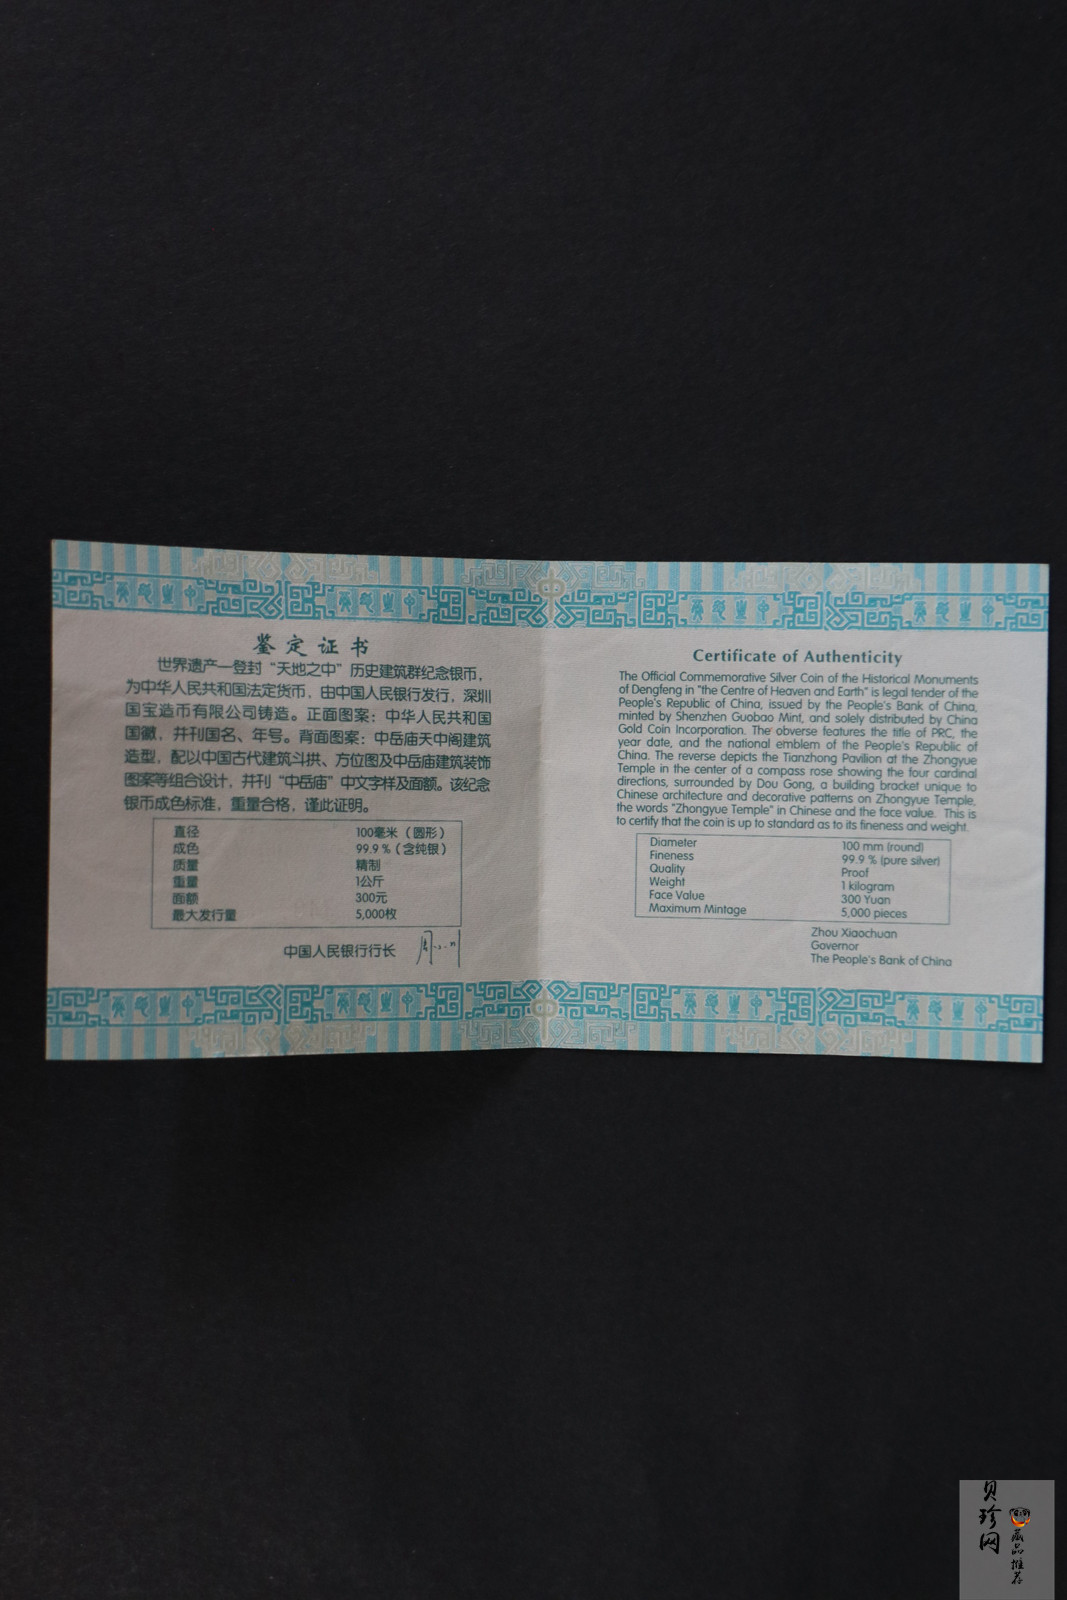 鉴定证书
世界遗产—登封“天地之中”历史建筑群纪念银币，
为中华人民共和国法定货币，由中国人民银行发行，深圳
国宝造币有限公司铸造。正面图案：中华人民共和国
国徽，并刊国名、年号。背面图案：中岳庙天中阁建筑
造型，配以中国古代建筑斗拱、方位图及中岳庙建筑装饰
图案等组合设计，并刊“中岳庙”中文字样及面额。该纪念
银币成色标准，重量合格，谨此证明。
直径 100毫米（圆形）
成色 99.9％（含纯银）
质量 精制
重量 1公斤
面额 300元
最大发行量 5,000枚
中国人民银行行长
Certificate of Authenticity
The Official Commemorative Silver Coin of the Historical Monuments
of Dengfeng in "the Centre of Heaven and Earth" is legal tender of the
People's Republic of China, issued by the People's Bank of China,
minted by Shenzhen Guobao Mint, and solely distributed by China
Gold Coin Incorporation. The obverse features the title of PRC, the
year date, and the national emblem of the People's Republic of
China. The reverse depicts the Tianzhong Pavilion at the Zhongyue
Temple in the center of a compass rose showing the four cardinal
directions, surrounded by Dou Gong, a building bracket unique to
Chinese architecture and decorative patterns on Zhongyue Temple,
the words "Zhongyue Temple" in Chinese and the face value. This is
to certify that the coin is up to standard as to its fineness and weight.
Diameter 100 mm (round)
Fineness 99.9 % (pure silver)
Quality Proof
Weight 1 kilogram
Face Value 300 Yuan
Maximum Mintage 5,000 pieces
Zhou Xiaochuan
Governor
The People's Bank of China
贝珍网
藏品推荐